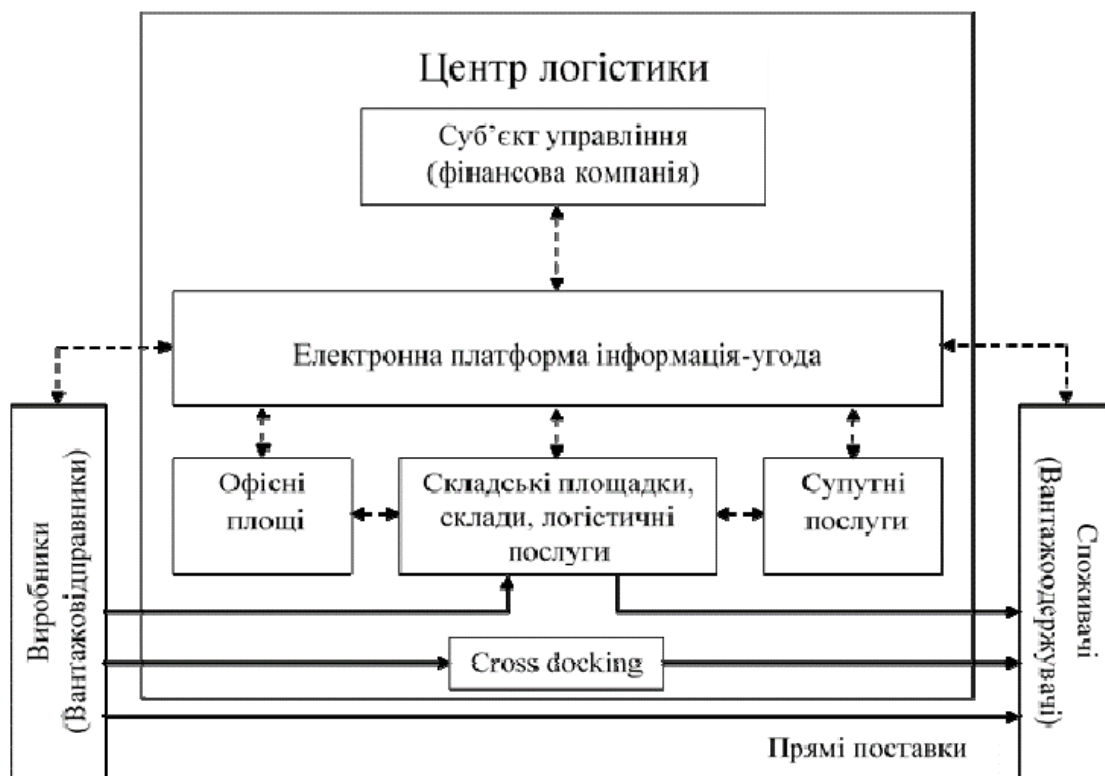 Центр логістики
Суб’єкт управління
(фінансова компанія)
Електронна платформа інформація-угода
Офісні
площі
Складські площадки,
склади, логістичні
послуги
Супутні
послуги
Виробники
(Вантажовідправники)
Споживачі
(Вантажоодержувачі)
Cross docking
Прямі поставки